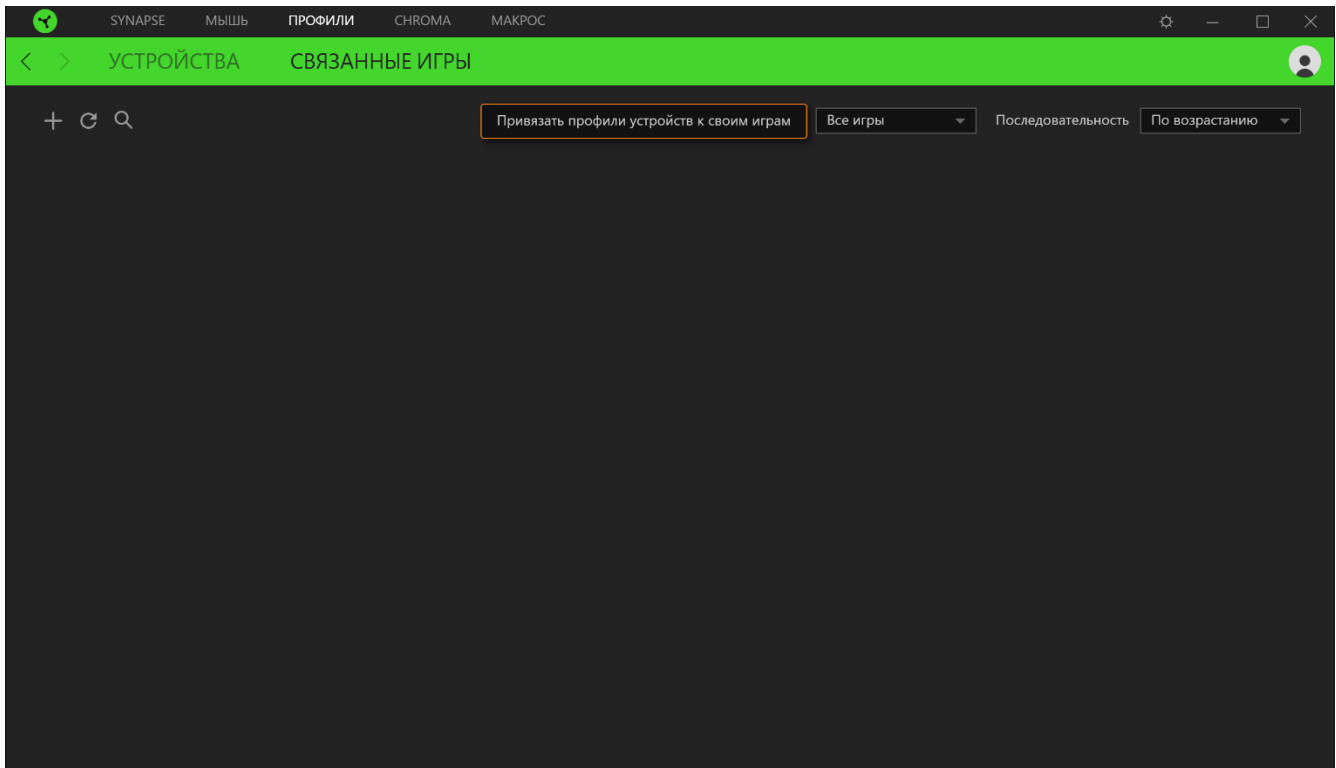 SYNAPSE МЫШЬ ПРОФИЛИ CHROMA МАКРОС
УСТРОЙСТВА СВЯЗАННЫЕ ИГРЫ
Привязать профили устройств к своим играм Все игры Последовательность По возрастанию